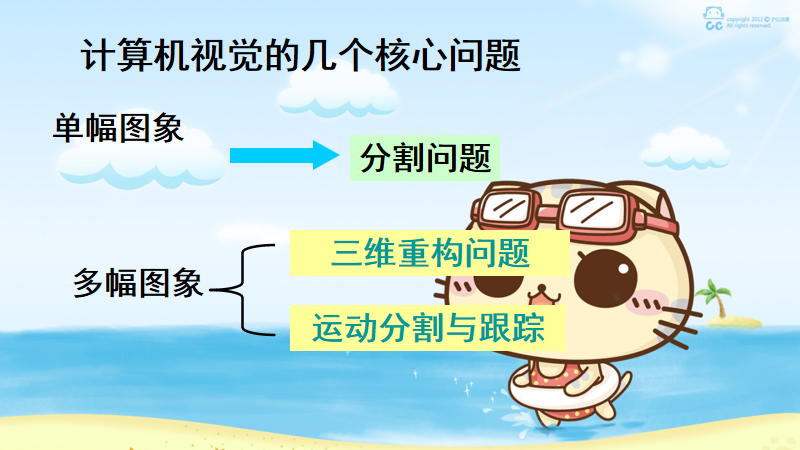 copyright 2012 ©
All rights reserved.
计算机视觉的几个核心问题
单幅图象
分割问题
三维重构问题
多幅图象
运动分割与跟踪